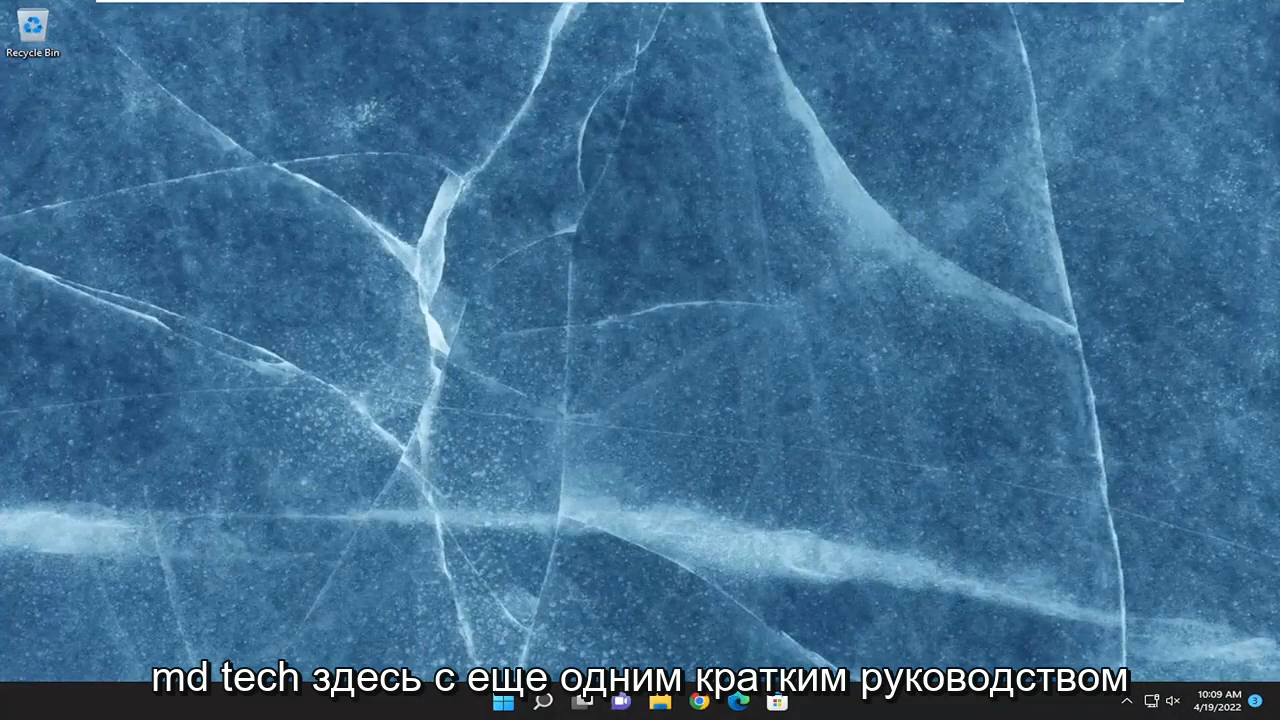 Recycle Bin
md tech здесь с еще одним кратким руководством
10:09 AM
4/19/2022
3